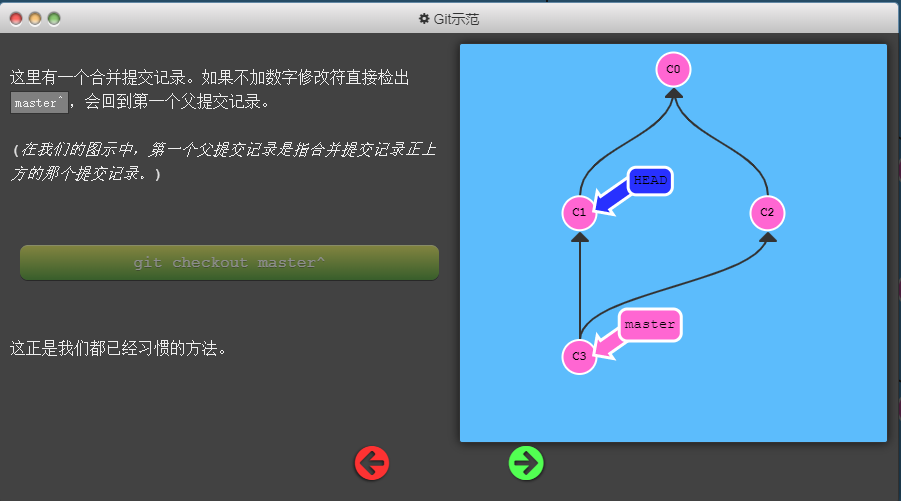 Git示范
这里有一个合并提交记录。如果不加数字修改符直接检出
master^，会回到第一个父提交记录。
(在我们的图示中，第一个父提交记录是指合并提交记录正上
方的那个提交记录。)
git checkout master^
这正是我们都已经习惯的方法。
C0
HEAD
C1
C2
master
C3